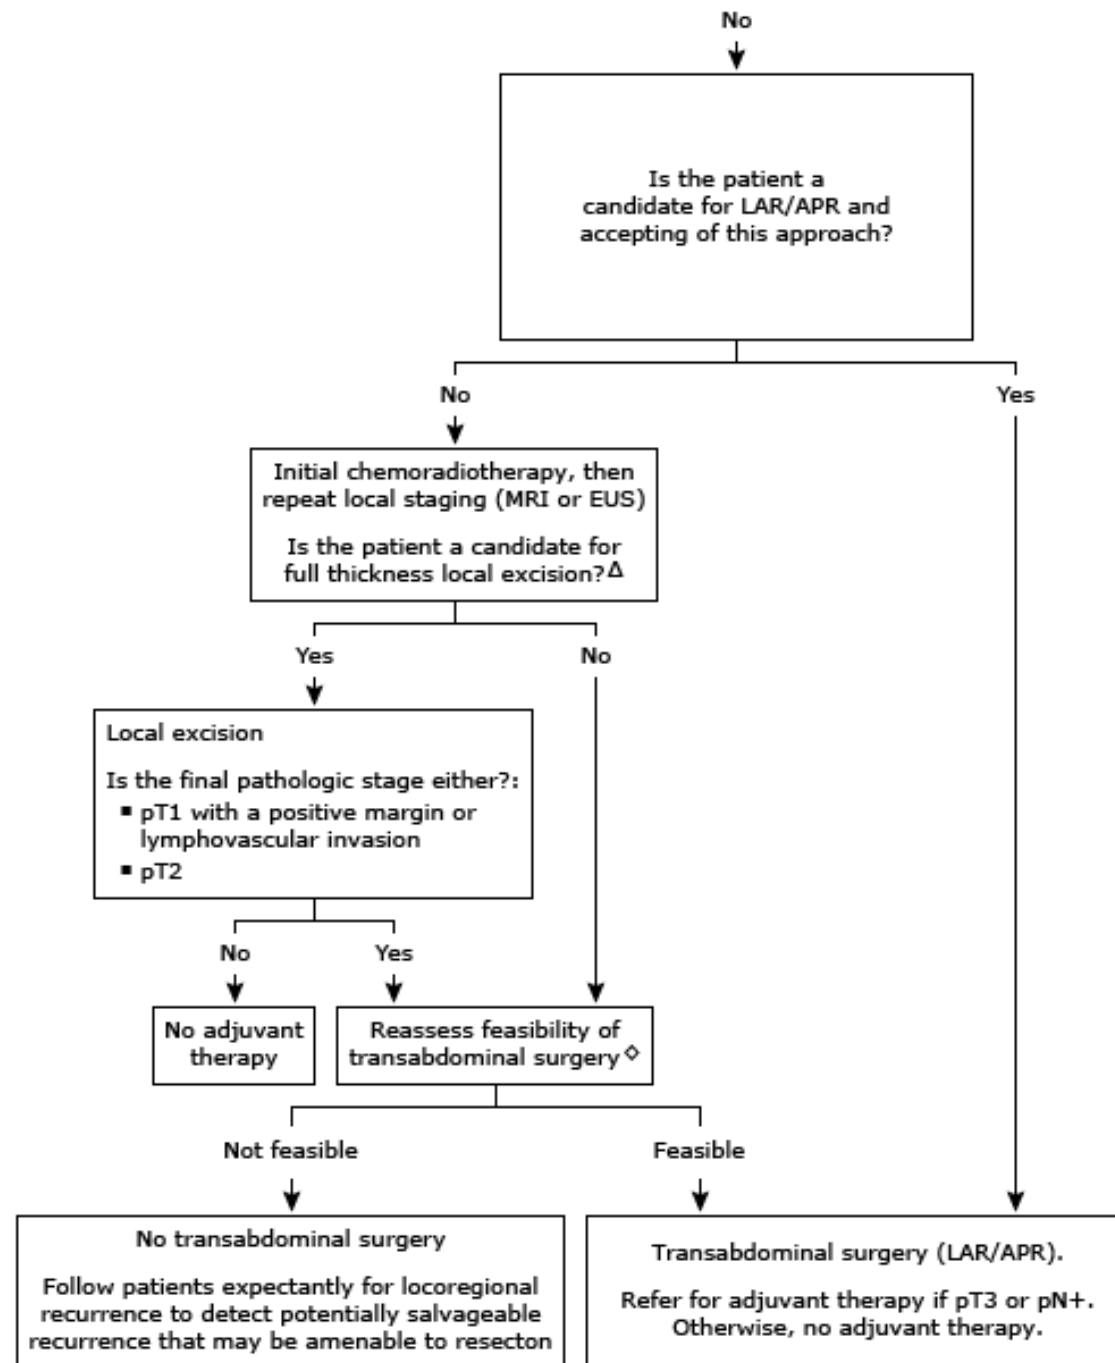 No
Is the patient a
candidate for LAR/APR and
accepting of this approach?
No
Yes
Initial chemoradiotherapy, then
repeat local staging (MRI or EUS)
Is the patient a candidate for
full thickness local excision?Δ
Yes
No
Local excision
Is the final pathologic stage either?:
▪ pT1 with a positive margin or
lymphovascular invasion
▪ pT2
No
Yes
No adjuvant
therapy
Reassess feasibility of
transabdominal surgery◇
Not feasible
Feasible
No transabdominal surgery
Follow patients expectantly for locoregional
recurrence to detect potentially salvageable
recurrence that may be amenable to resecton
Transabdominal surgery (LAR/APR).
Refer for adjuvant therapy if pT3 or pN+.
Otherwise, no adjuvant therapy.